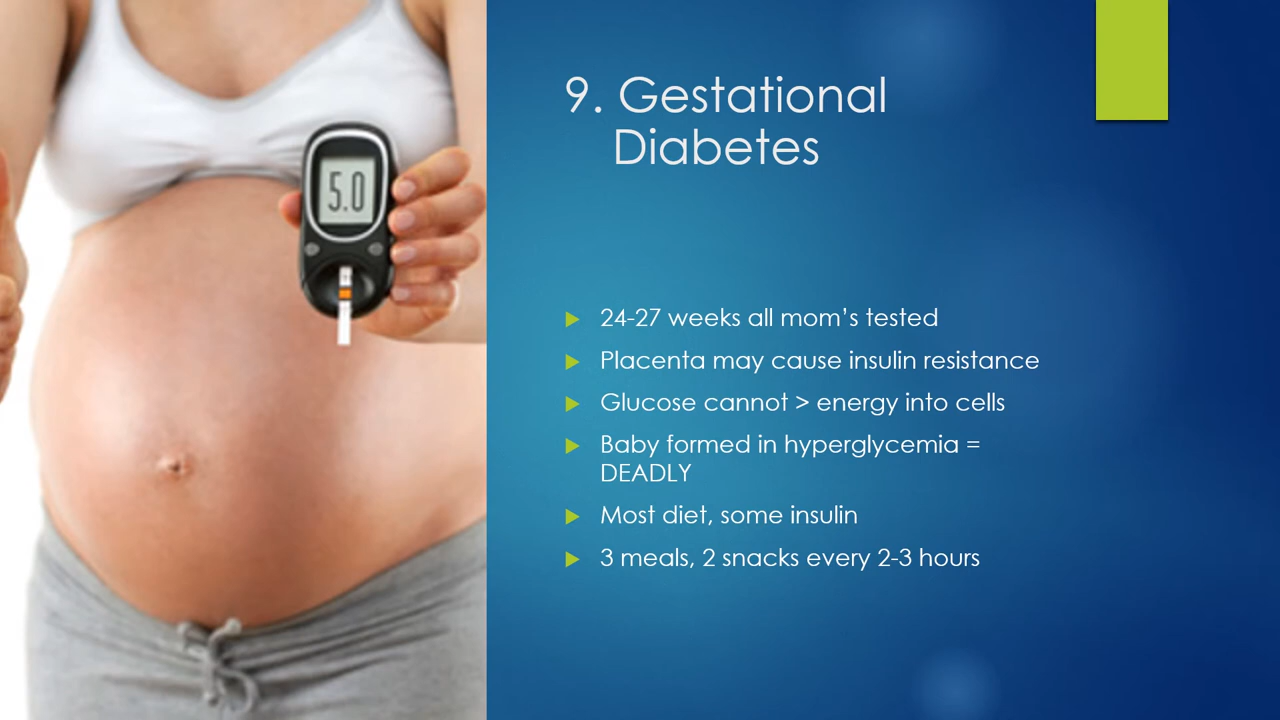 9. Gestational
Diabetes
5.0
24-27 weeks all mom’s tested
Placenta may cause insulin resistance
Glucose cannot > energy into cells
Baby formed in hyperglycemia =
DEADLY
Most diet, some insulin
3 meals, 2 snacks every 2-3 hours